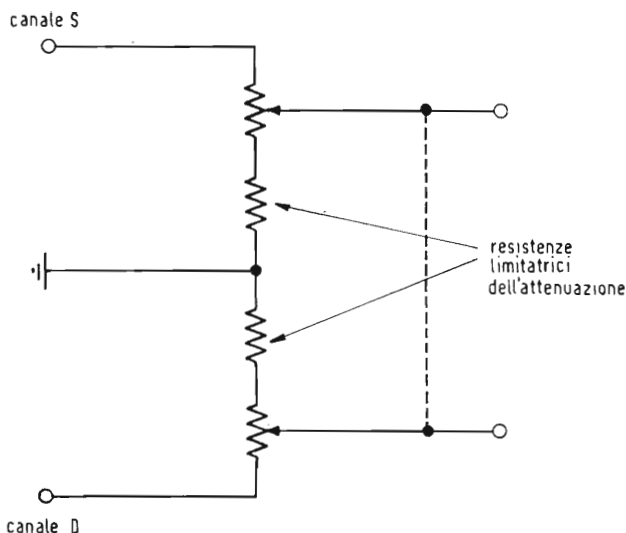 canale S
resistenze
limitatrici
dell'attenuazione
canale D